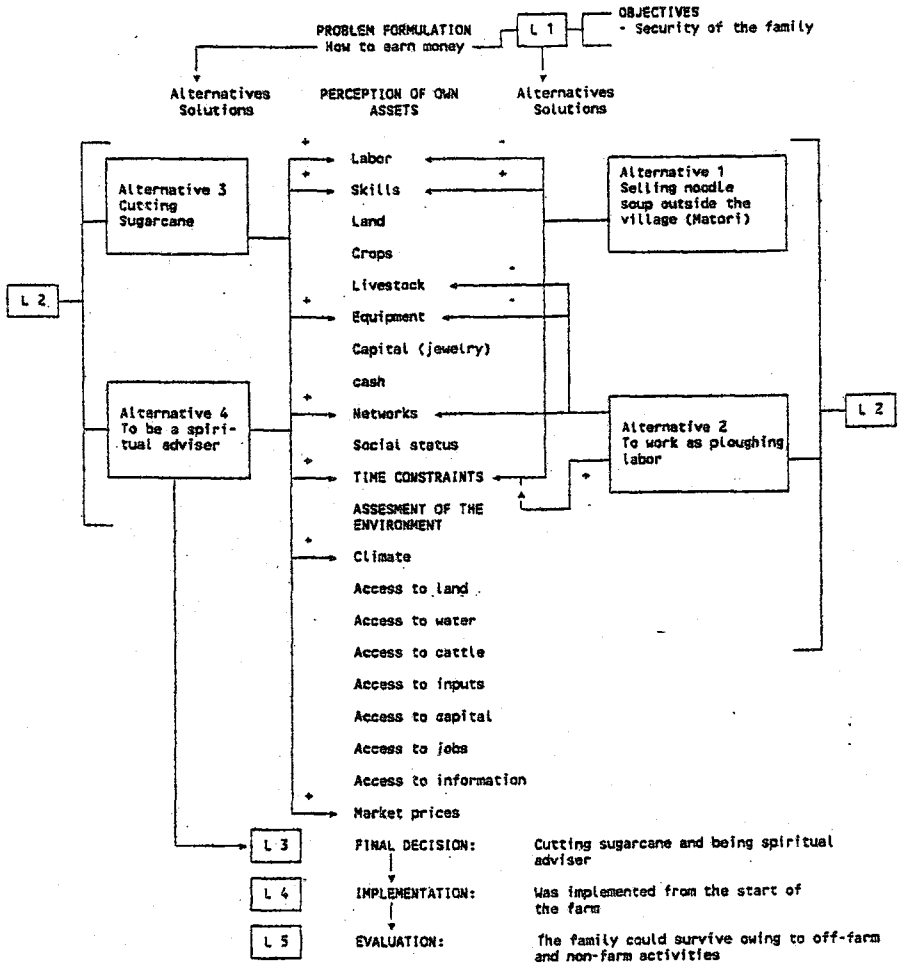 OBJECTIVES
- Security of the family
L 1
PROBLEM FORMULATION
How to earn money
Alternatives
Solutions
PERCEPTION OF OWN
ASSETS
Alternatives
Solutions
+
-
Labor
+
+
Skills
Land
Crops
-
Livestock
+
-
Equipment
Capital (jewelry)
cash
+
Networks
Social status
+
TIME CONSTRAINTS
+
ASSESMENT OF THE
ENVIRONMENT
+
Climate
Access to land
Access to water
Access to cattle
Access to inputs
Access to capital
Access to jobs
Access to information
+
Market prices
Alternative 3
Cutting
Sugarcane
L 2
Alternative 4
To be a spiri-
tual adviser
Alternative 1
Selling noodle
soup outside the
village (Matori)
Alternative 2
To work as ploughing
labor
L 2
L 3
FINAL DECISION:
Cutting sugarcane and being spiritual
adviser
L 4
IMPLEMENTATION:
Was implemented from the start of
the farm
L 5
EVALUATION:
The family could survive owing to off-farm
and non-farm activities